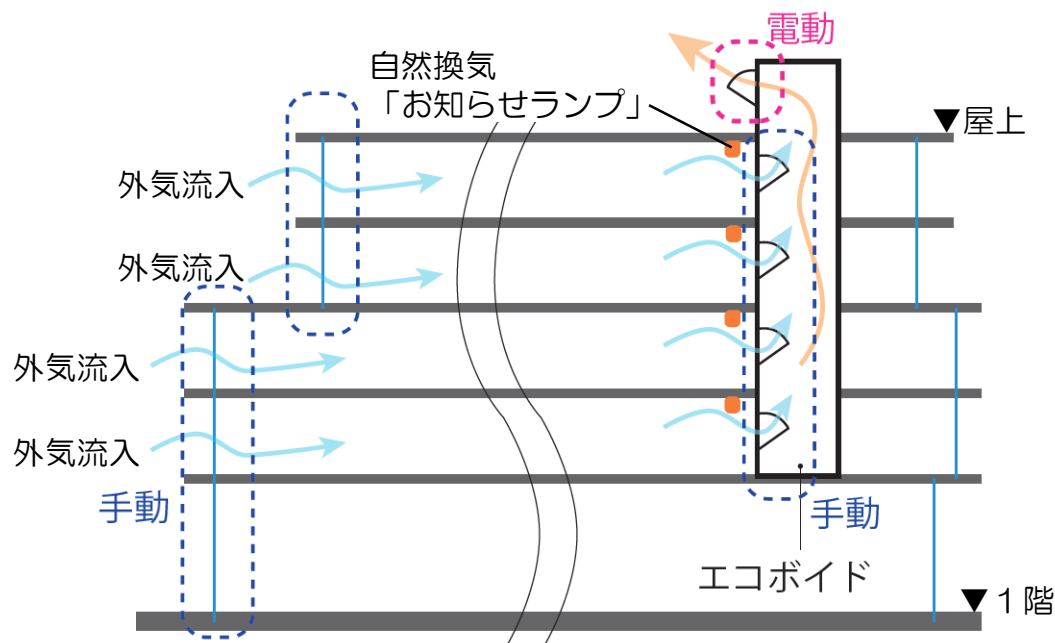 電動
自然換気
「お知らせランプ」
▼屋上
外気流入
外気流入
外気流入
外気流入
手動
手動
エコボイド
▼１階